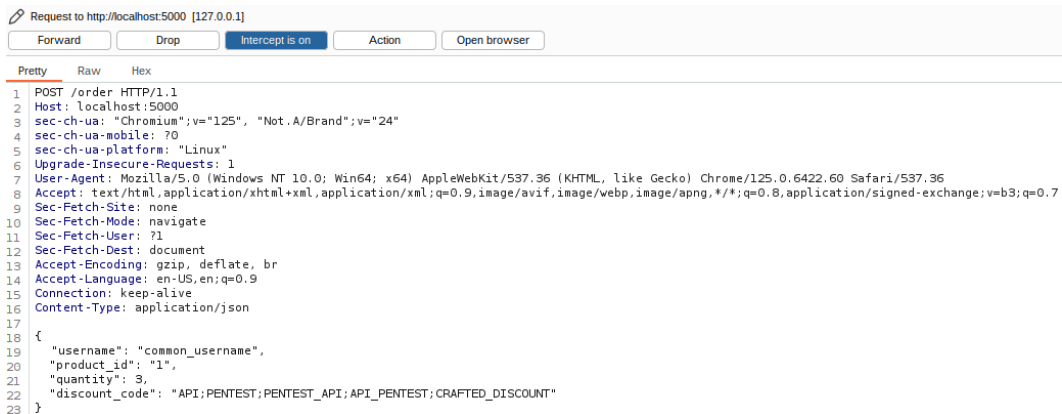 Request to http://localhost:5000 [127.0.0.1]
Forward Drop Intercept is on Action Open browser
Pretty Raw Hex
1 POST /order HTTP/1.1
2 Host: localhost:5000
3 sec-ch-ua: "Chromium";v="125", "Not.A/Brand";v="24"
4 sec-ch-ua-mobile: ?0
5 sec-ch-ua-platform: "Linux"
6 Upgrade-Insecure-Requests: 1
7 User-Agent: Mozilla/5.0 (Windows NT 10.0; Win64; x64) AppleWebKit/537.36 (KHTML, like Gecko) Chrome/125.0.6422.60 Safari/537.36
8 Accept: text/html,application/xhtml+xml,application/xml;q=0.9,image/avif,image/webp,image/apng,*/*;q=0.8,application/signed-exchange;v=b3;q=0.7
9 Sec-Fetch-Site: none
10 Sec-Fetch-Mode: navigate
11 Sec-Fetch-User: ?1
12 Sec-Fetch-Dest: document
13 Accept-Encoding: gzip, deflate, br
14 Accept-Language: en-US,en;q=0.9
15 Connection: keep-alive
16 Content-Type: application/json
17
18 {
19 "username": "common_username",
20 "product_id": "1",
21 "quantity": 3,
22 "discount_code": "API;PENTEST;PENTEST_API;API_PENTEST;CRAFTED_DISCOUNT"
23 }